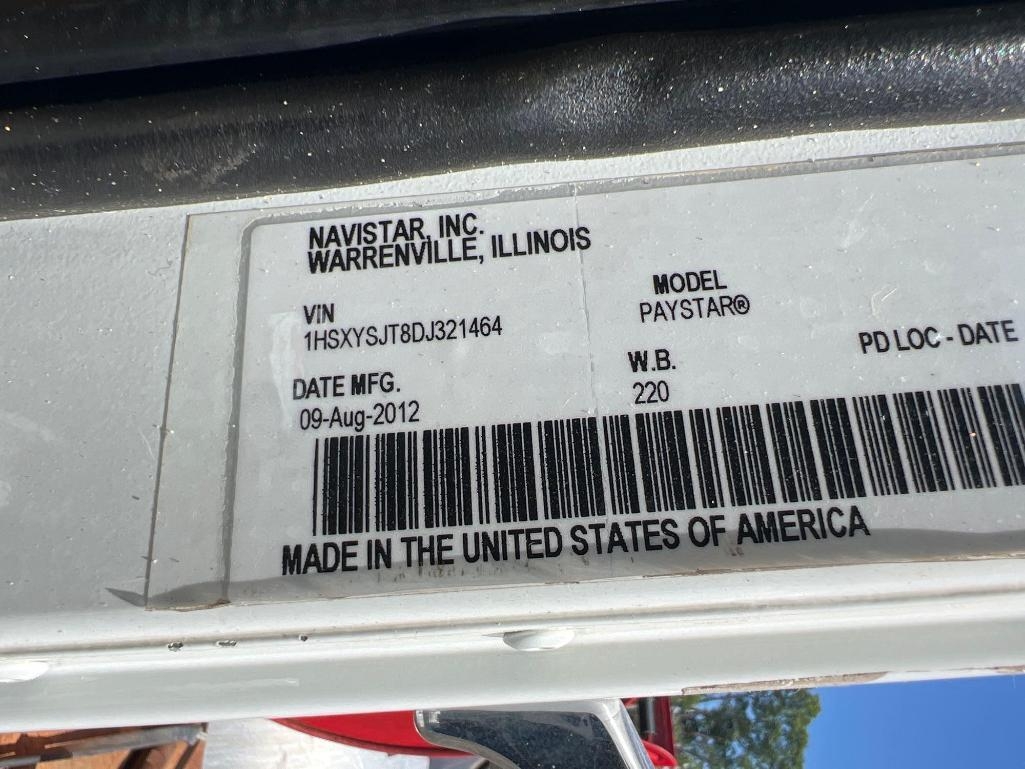 NAVISTAR, INC.
WARRENVILLE, ILLINOIS
VIN
1HSXYSJT8DJ321464
MODEL
PAYSTAR®
DATE MFG.
09-Aug-2012
W.B.
220
PD LOC - DATE
MADE IN THE UNITED STATES OF AMERICA